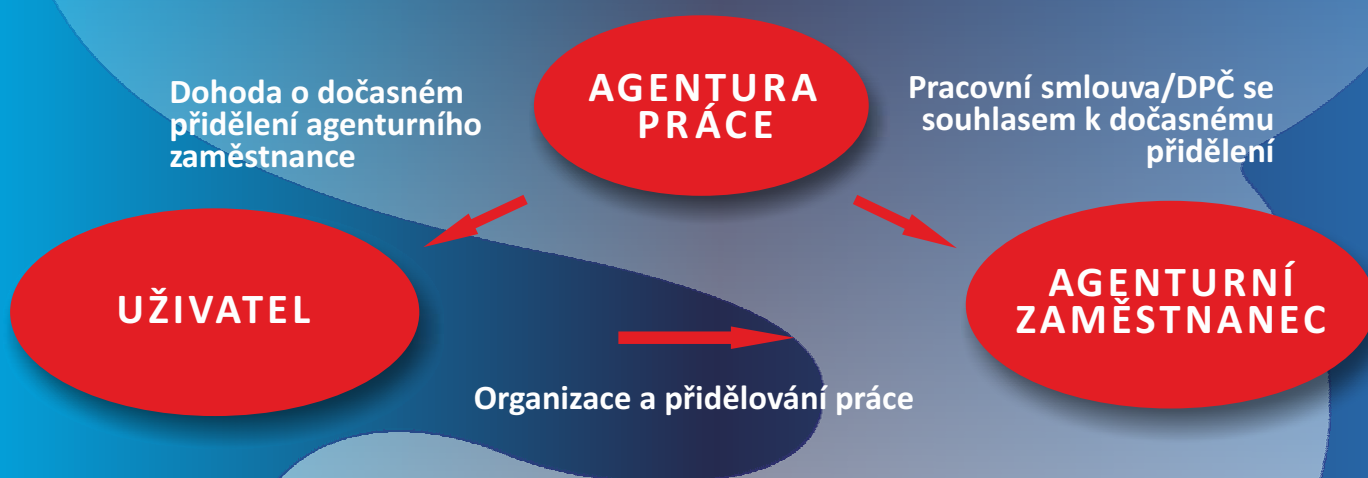 AGENTURA
PRÁCE
Dohoda o dočasném
přidělení agenturního
zaměstnance
Pracovní smlouva/DPČ se
souhlasem k dočasnému
přidělení
UŽIVATEL
AGENTURNÍ
ZAMĚSTNANEC
Organizace a přidělování práce